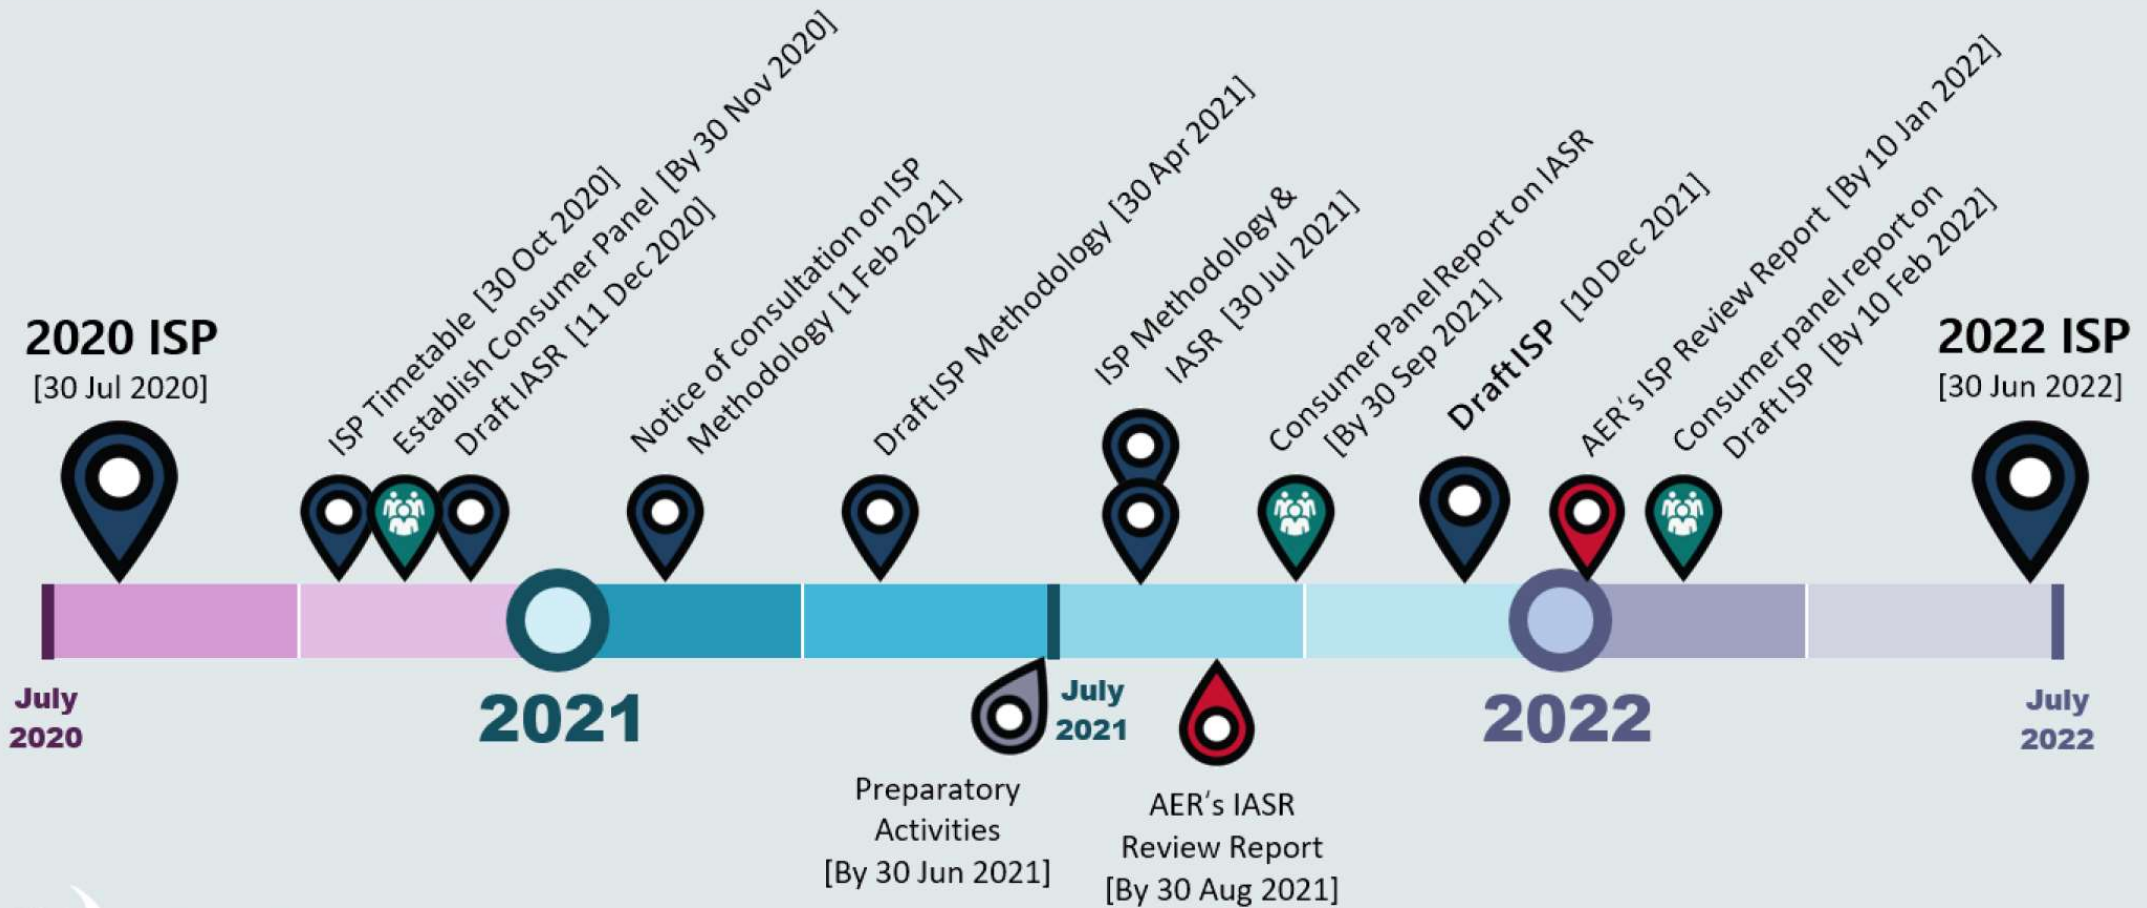 2020 ISP
[30 Jul 2020]
ISP Timetable [30 Oct 2020]
Establish Consumer Panel [By 30 Nov 2020]
Draft IASR [11 Dec 2020]
Notice of consultation on ISP
Methodology [1 Feb 2021]
Draft ISP Methodology [30 Apr 2021]
ISP Methodology &
IASR [30 Jul 2021]
Consumer Panel Report on IASR
[By 30 Sep 2021]
Draft ISP [10 Dec 2021]
AER's ISP Review Report [By 10 Jan 2022]
Consumer panel report on
Draft ISP [By 10 Feb 2022]
2022 ISP
[30 Jun 2022]
July
2020
2021
July
2021
2022
July
2022
Preparatory
Activities
[By 30 Jun 2021]
AER's IASR
Review Report
[By 30 Aug 2021]